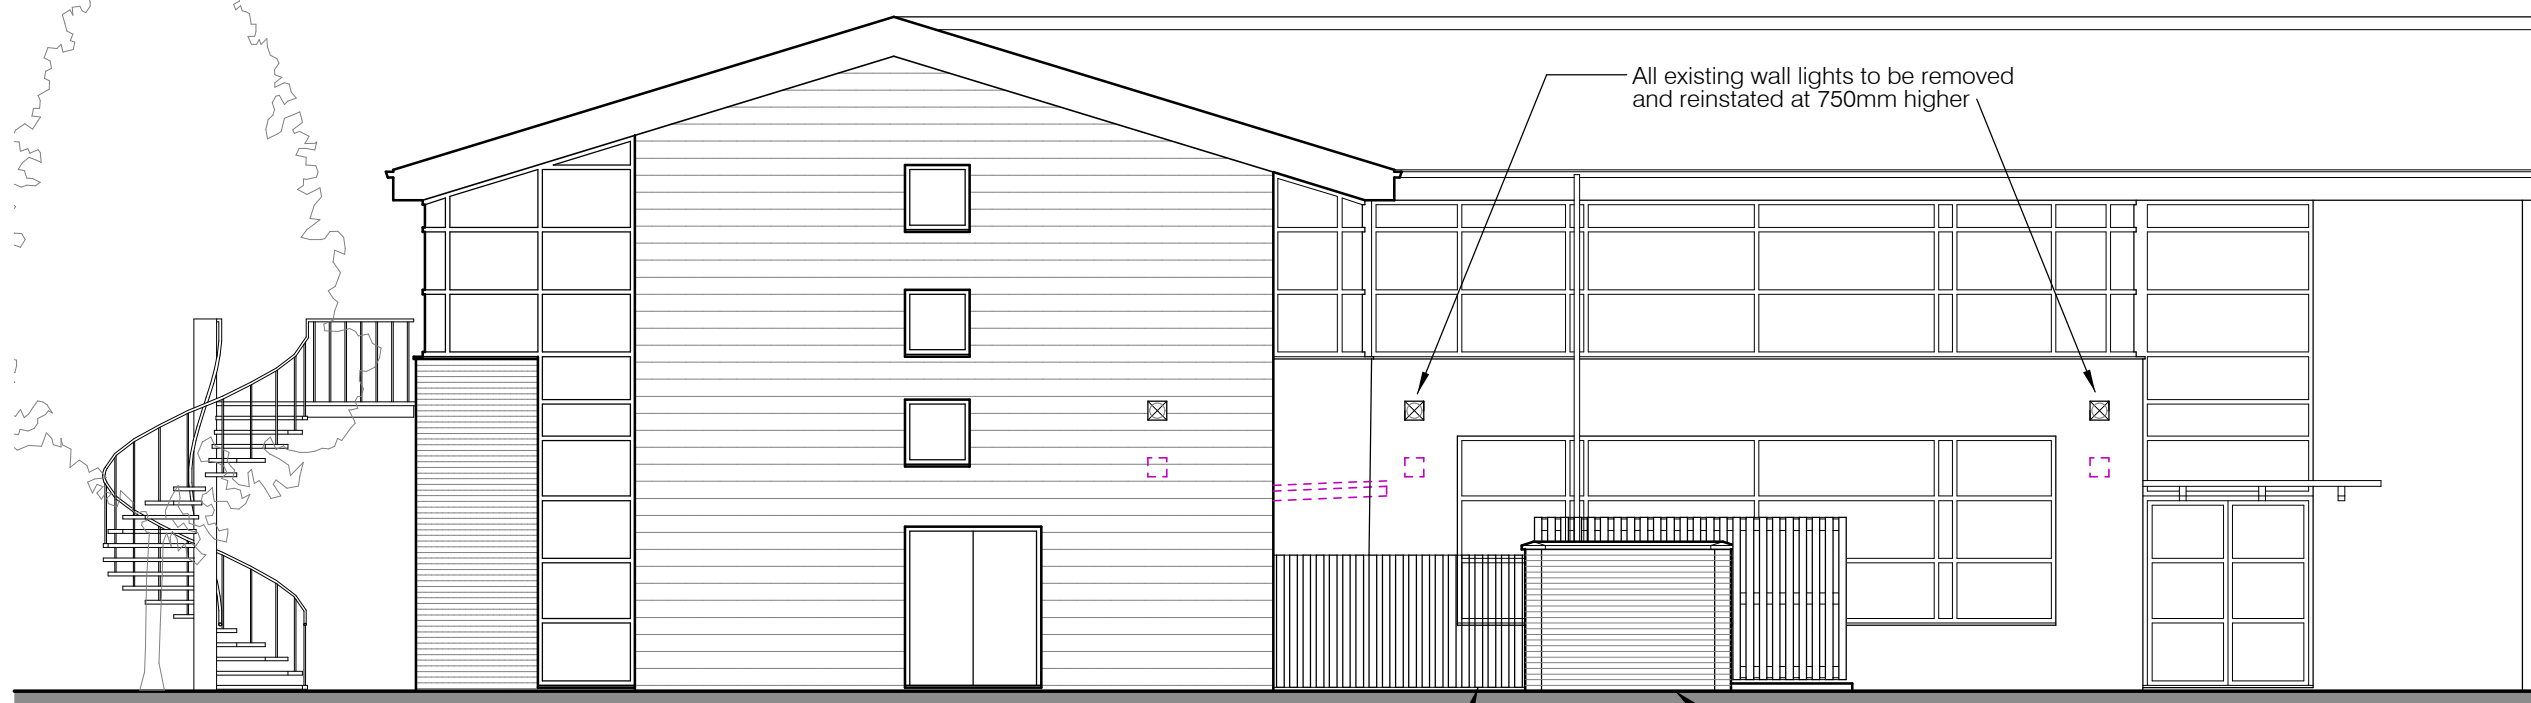 All existing wall lights to be removed
and reinstated at 750mm higher